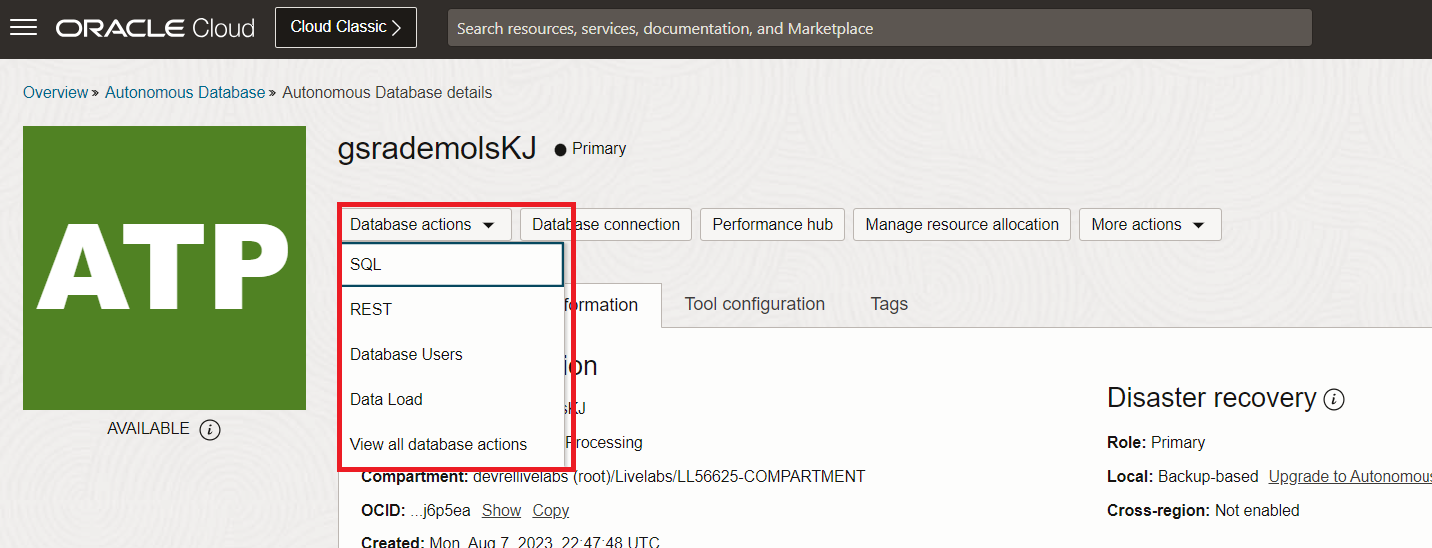 ORACLE Cloud
Cloud Classic
Search resources, services, documentation, and Marketplace
Overview » Autonomous Database » Autonomous Database details
ATP
AVAILABLE
gsrademolsKJ
Primary
Database actions
Database connection
Performance hub
Manage resource allocation
More actions
SQL
REST
Database Users
Data Load
View all database actions
formation
Tool configuration
Tags
ion
sKJ
Processing
Compartment: devrellivelabs (root)/Livelabs/LL56625-COMPARTMENT
OCID: ...j6p5ea Show Copy
Created: Mon, Aug 7, 2023, 22:47:48 UTC
Disaster recovery
Role: Primary
Local: Backup-based Upgrade to Autonomous
Cross-region: Not enabled